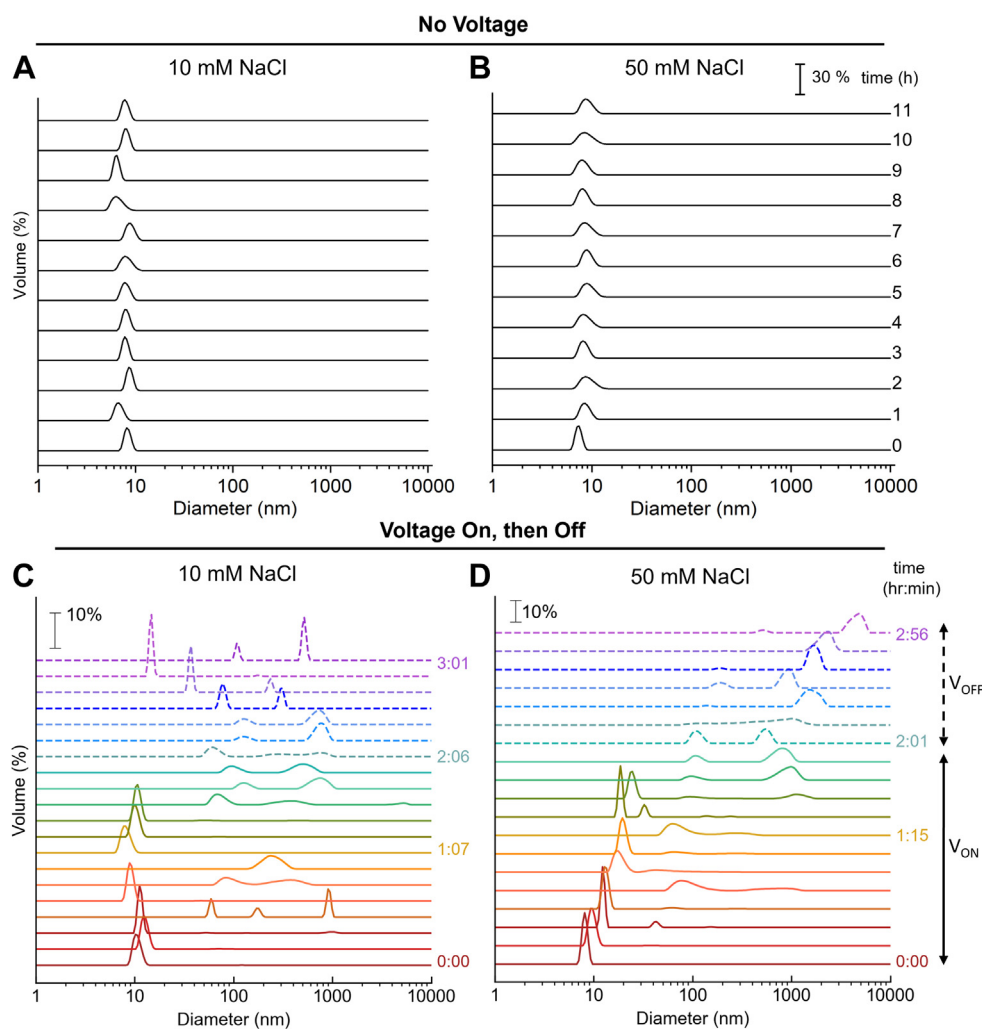 No Voltage
A
10 mM NaCl
B
50 mM NaCl
30 % time (h)
11
10
9
8
7
6
5
4
3
2
1
0
Volume (%)
1 10 100 1000 10000
Diameter (nm)
1 10 100 1000 10000
Diameter (nm)
Voltage On, then Off
C
10 mM NaCl
D
50 mM NaCl
time
(hr:min)
10%
10%
3:01
2:06
1:07
0:00
2:56
2:01
1:15
0:00
VOFF
VON
Volume (%)
1 10 100 1000 10000
Diameter (nm)
1 10 100 1000 10000
Diameter (nm)